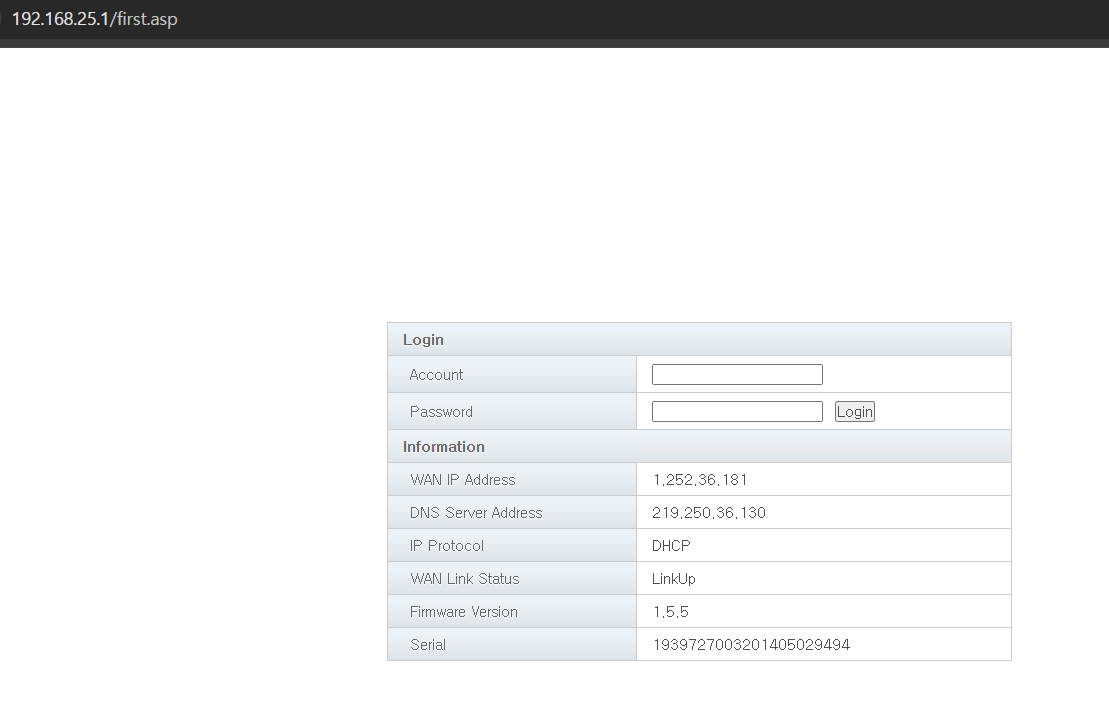 192.168.25.1/first.asp
Login
Account
Password Login
Information
WAN IP Address 1.252.36.181
DNS Server Address 219.250.36.130
IP Protocol DHCP
WAN Link Status LinkUp
Firmware Version 1.5.5
Serial 1939727003201405029494